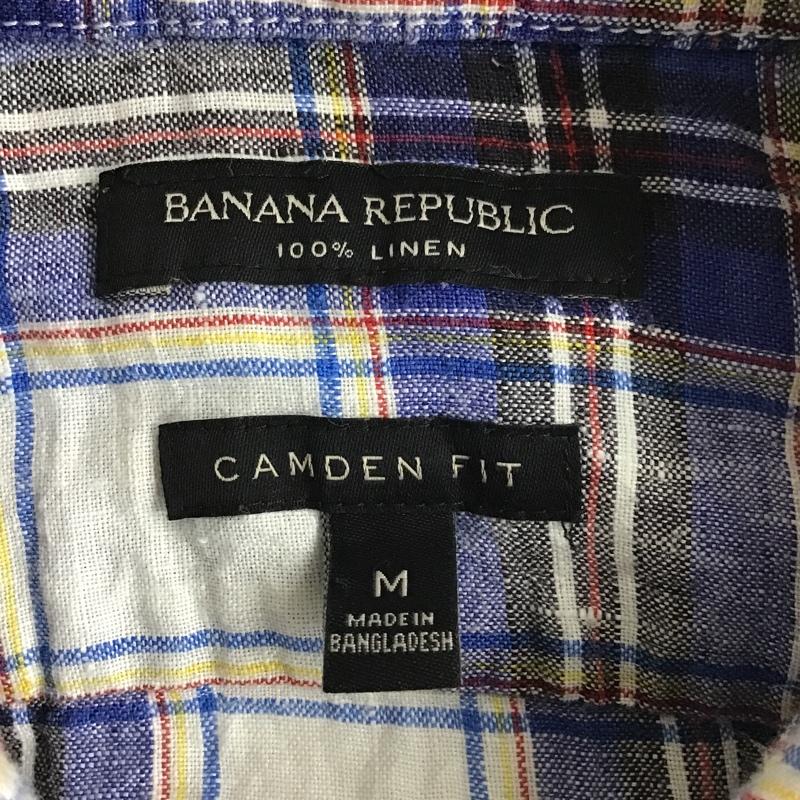 BANANA REPUBLIC
100% LINEN
CAMDEN FIT
M
MADE IN
BANGLADESH